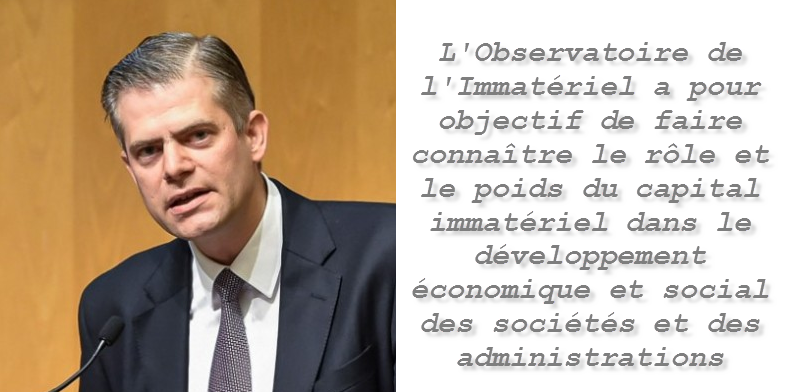 L'Observatoire de
l'Immatériel a pour
objectif de faire
connaître le rôle et
le poids du capital
immatériel dans le
développement
économique et social
des sociétés et des
administrations